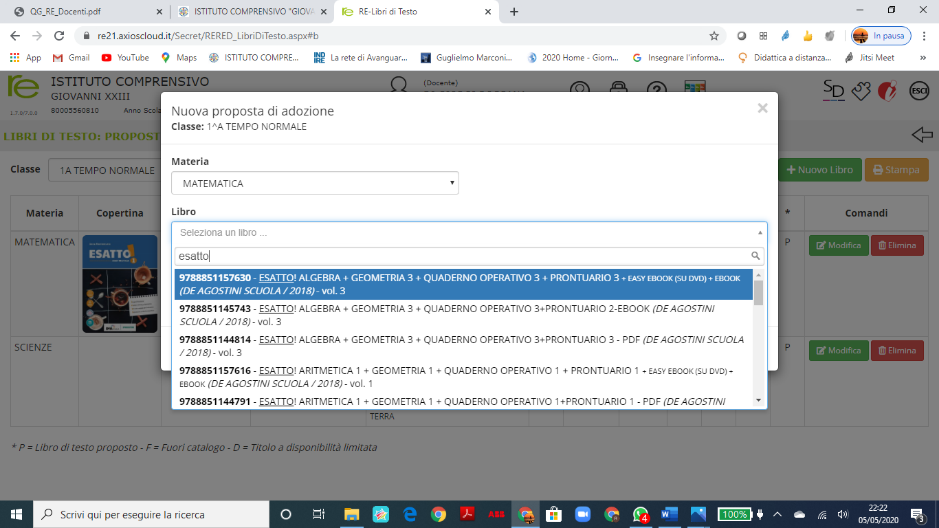 QG_RE_Docenti.pdf
ISTITUTO COMPRENSIVO "GIOVA
RE-Libri di Testo
re21.axioscloud.it/Secret/RERED_LibriDiTesto.aspx#b
In pausa
App
Gmail
YouTube
Maps
ISTITUTO COMPRE...
La rete di Avanguar...
Guglielmo Marconi...
2020 Home - Giorn...
Insegnare l'informa...
Didattica a distanza...
Jitsi Meet
»
re
ISTITUTO COMPRENSIVO
GIOVANNI XXIII
80005560810 Anno Scola
(Docente)
SD
ESCI
LIBRI DI TESTO: PROPOST
Nuova proposta di adozione
Classe: 1^A TEMPO NORMALE
Materia
MATEMATICA
Libro
Seleziona un libro ...
esatto
9788851157630 - ESATTO! ALGEBRA + GEOMETRIA 3 + QUADERNO OPERATIVO 3 + PRONTUARIO 3 + EASY EBOOK (SU DVD) + EBOOK
(DE AGOSTINI SCUOLA / 2018) - vol. 3
9788851145743 - ESATTO! ALGEBRA + GEOMETRIA 3 + QUADERNO OPERATIVO 3+PRONTUARIO 2-EBOOK (DE AGOSTINI
SCUOLA / 2018) - vol. 3
9788851144814 - ESATTO! ALGEBRA + GEOMETRIA 3 + QUADERNO OPERATIVO 3+PRONTUARIO 3 - PDF (DE AGOSTINI SCUOLA
/ 2018) - vol. 3
9788851157616 - ESATTO! ARITMETICA 1 + GEOMETRIA 1 + QUADERNO OPERATIVO 1 + PRONTUARIO 1 + EASY EBOOK (SU DVD) +
EBOOK (DE AGOSTINI SCUOLA / 2018) - vol. 1
9788851144791 - ESATTO! ARITMETICA 1 + GEOMETRIA 1 + QUADERNO OPERATIVO 1+PRONTUARIO 1 - PDF (DE AGOSTINI
Classe
1A TEMPO NORMALE
Nuovo Libro
Stampa
Materia
Copertina
*
Comandi
MATEMATICA
ESATTO!
P
Modifica
Elimina
SCIENZE
P
Modifica
Elimina
TERRA
* P = Libro di testo proposto - F = Fuori catalogo - D = Titolo a disponibilità limitata
Scrivi qui per eseguire la ricerca
ABB
4
100%
22:22
05/05/2020
3